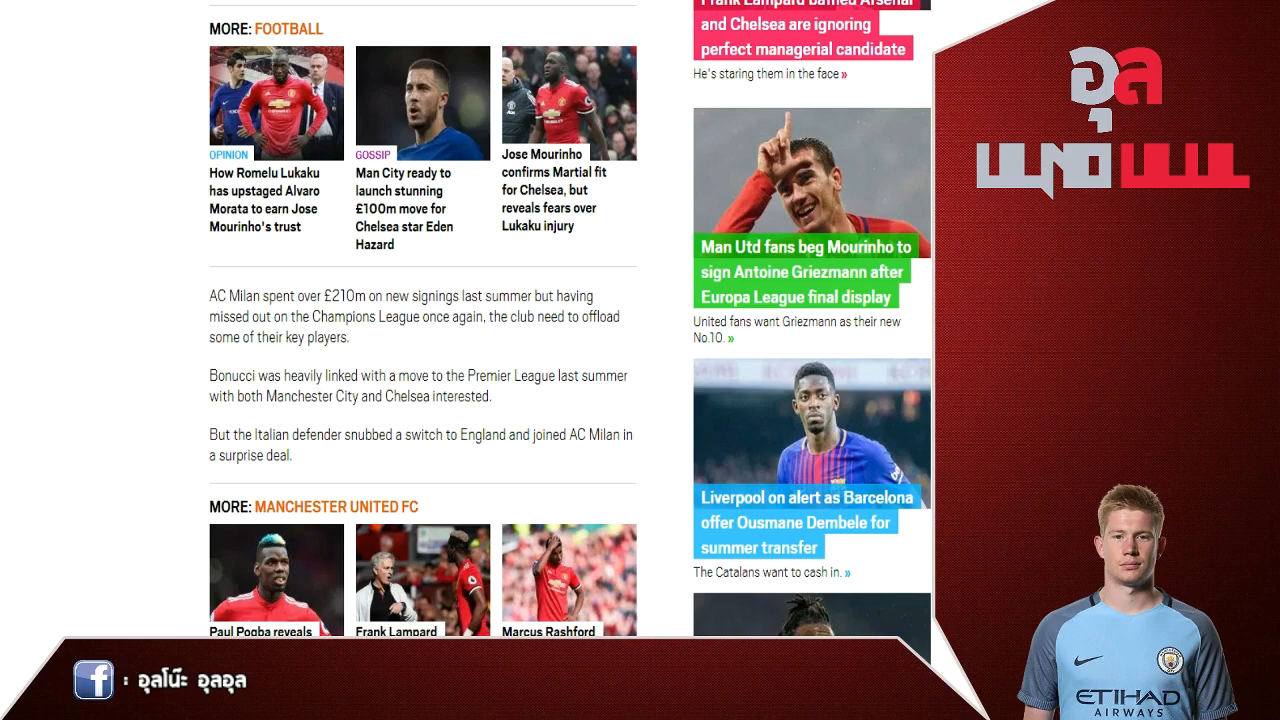 MORE: FOOTBALL
OPINION
How Romelu Lukaku
has upstaged Alvaro
Morata to earn Jose
Mourinho's trust
GOSSIP
Man City ready to
launch stunning
£100m move for
Chelsea star Eden
Hazard
Jose Mourinho
confirms Martial fit
for Chelsea, but
reveals fears over
Lukaku injury
AC Milan spent over £210m on new signings last summer but having
missed out on the Champions League once again, the club need to offload
some of their key players.
Bonucci was heavily linked with a move to the Premier League last summer
with both Manchester City and Chelsea interested.
But the Italian defender snubbed a switch to England and joined AC Milan in
a surprise deal.
MORE: MANCHESTER UNITED FC
Paul Pogba reveals
Frank Lampard
Marcus Rashford
Frank Lampard baffled Arsenal
and Chelsea are ignoring
perfect managerial candidate
He's staring them in the face »
Man Utd fans beg Mourinho to
sign Antoine Griezmann after
Europa League final display
United fans want Griezmann as their new
No.10. »
Liverpool on alert as Barcelona
offer Ousmane Dembele for
summer transfer
The Catalans want to cash in. »
อุล
ETIHAD
AIRWAYS
f : อุลโน๊ะ อุลอุล